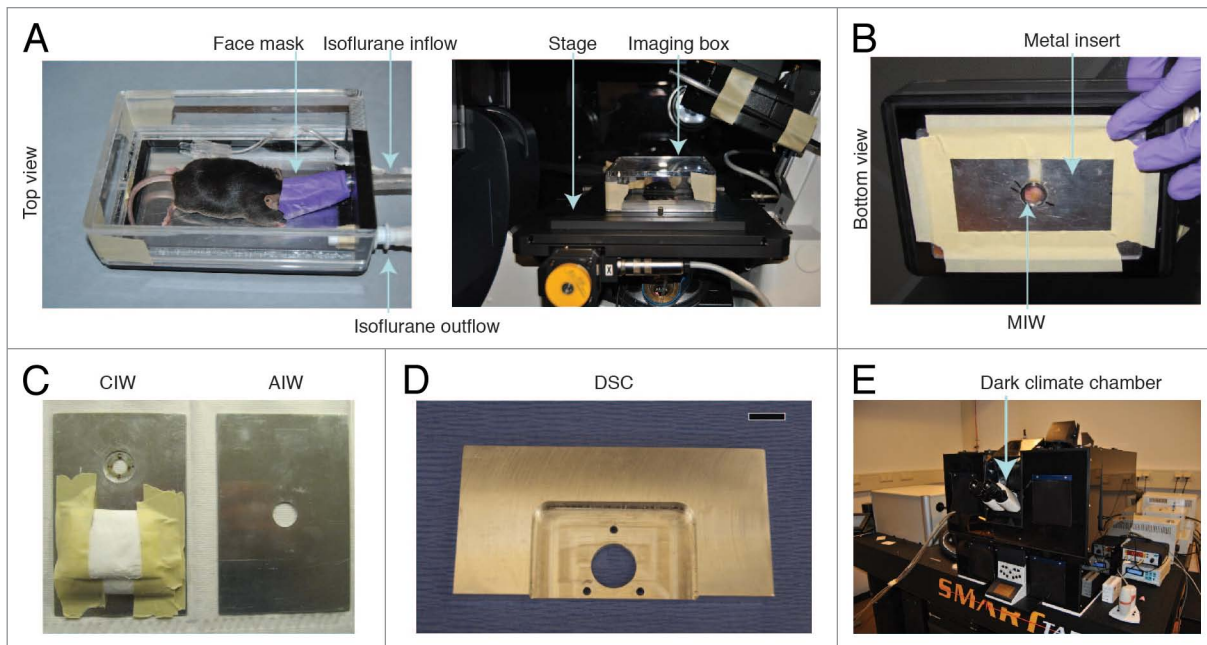 A
Face mask
Isoflurane inflow
Stage
Imaging box
Top view
Isoflurane outflow
B
Metal insert
Bottom view
MIW
C
CIW
AIW
D
DSC
E
Dark climate chamber
X
SMART TA